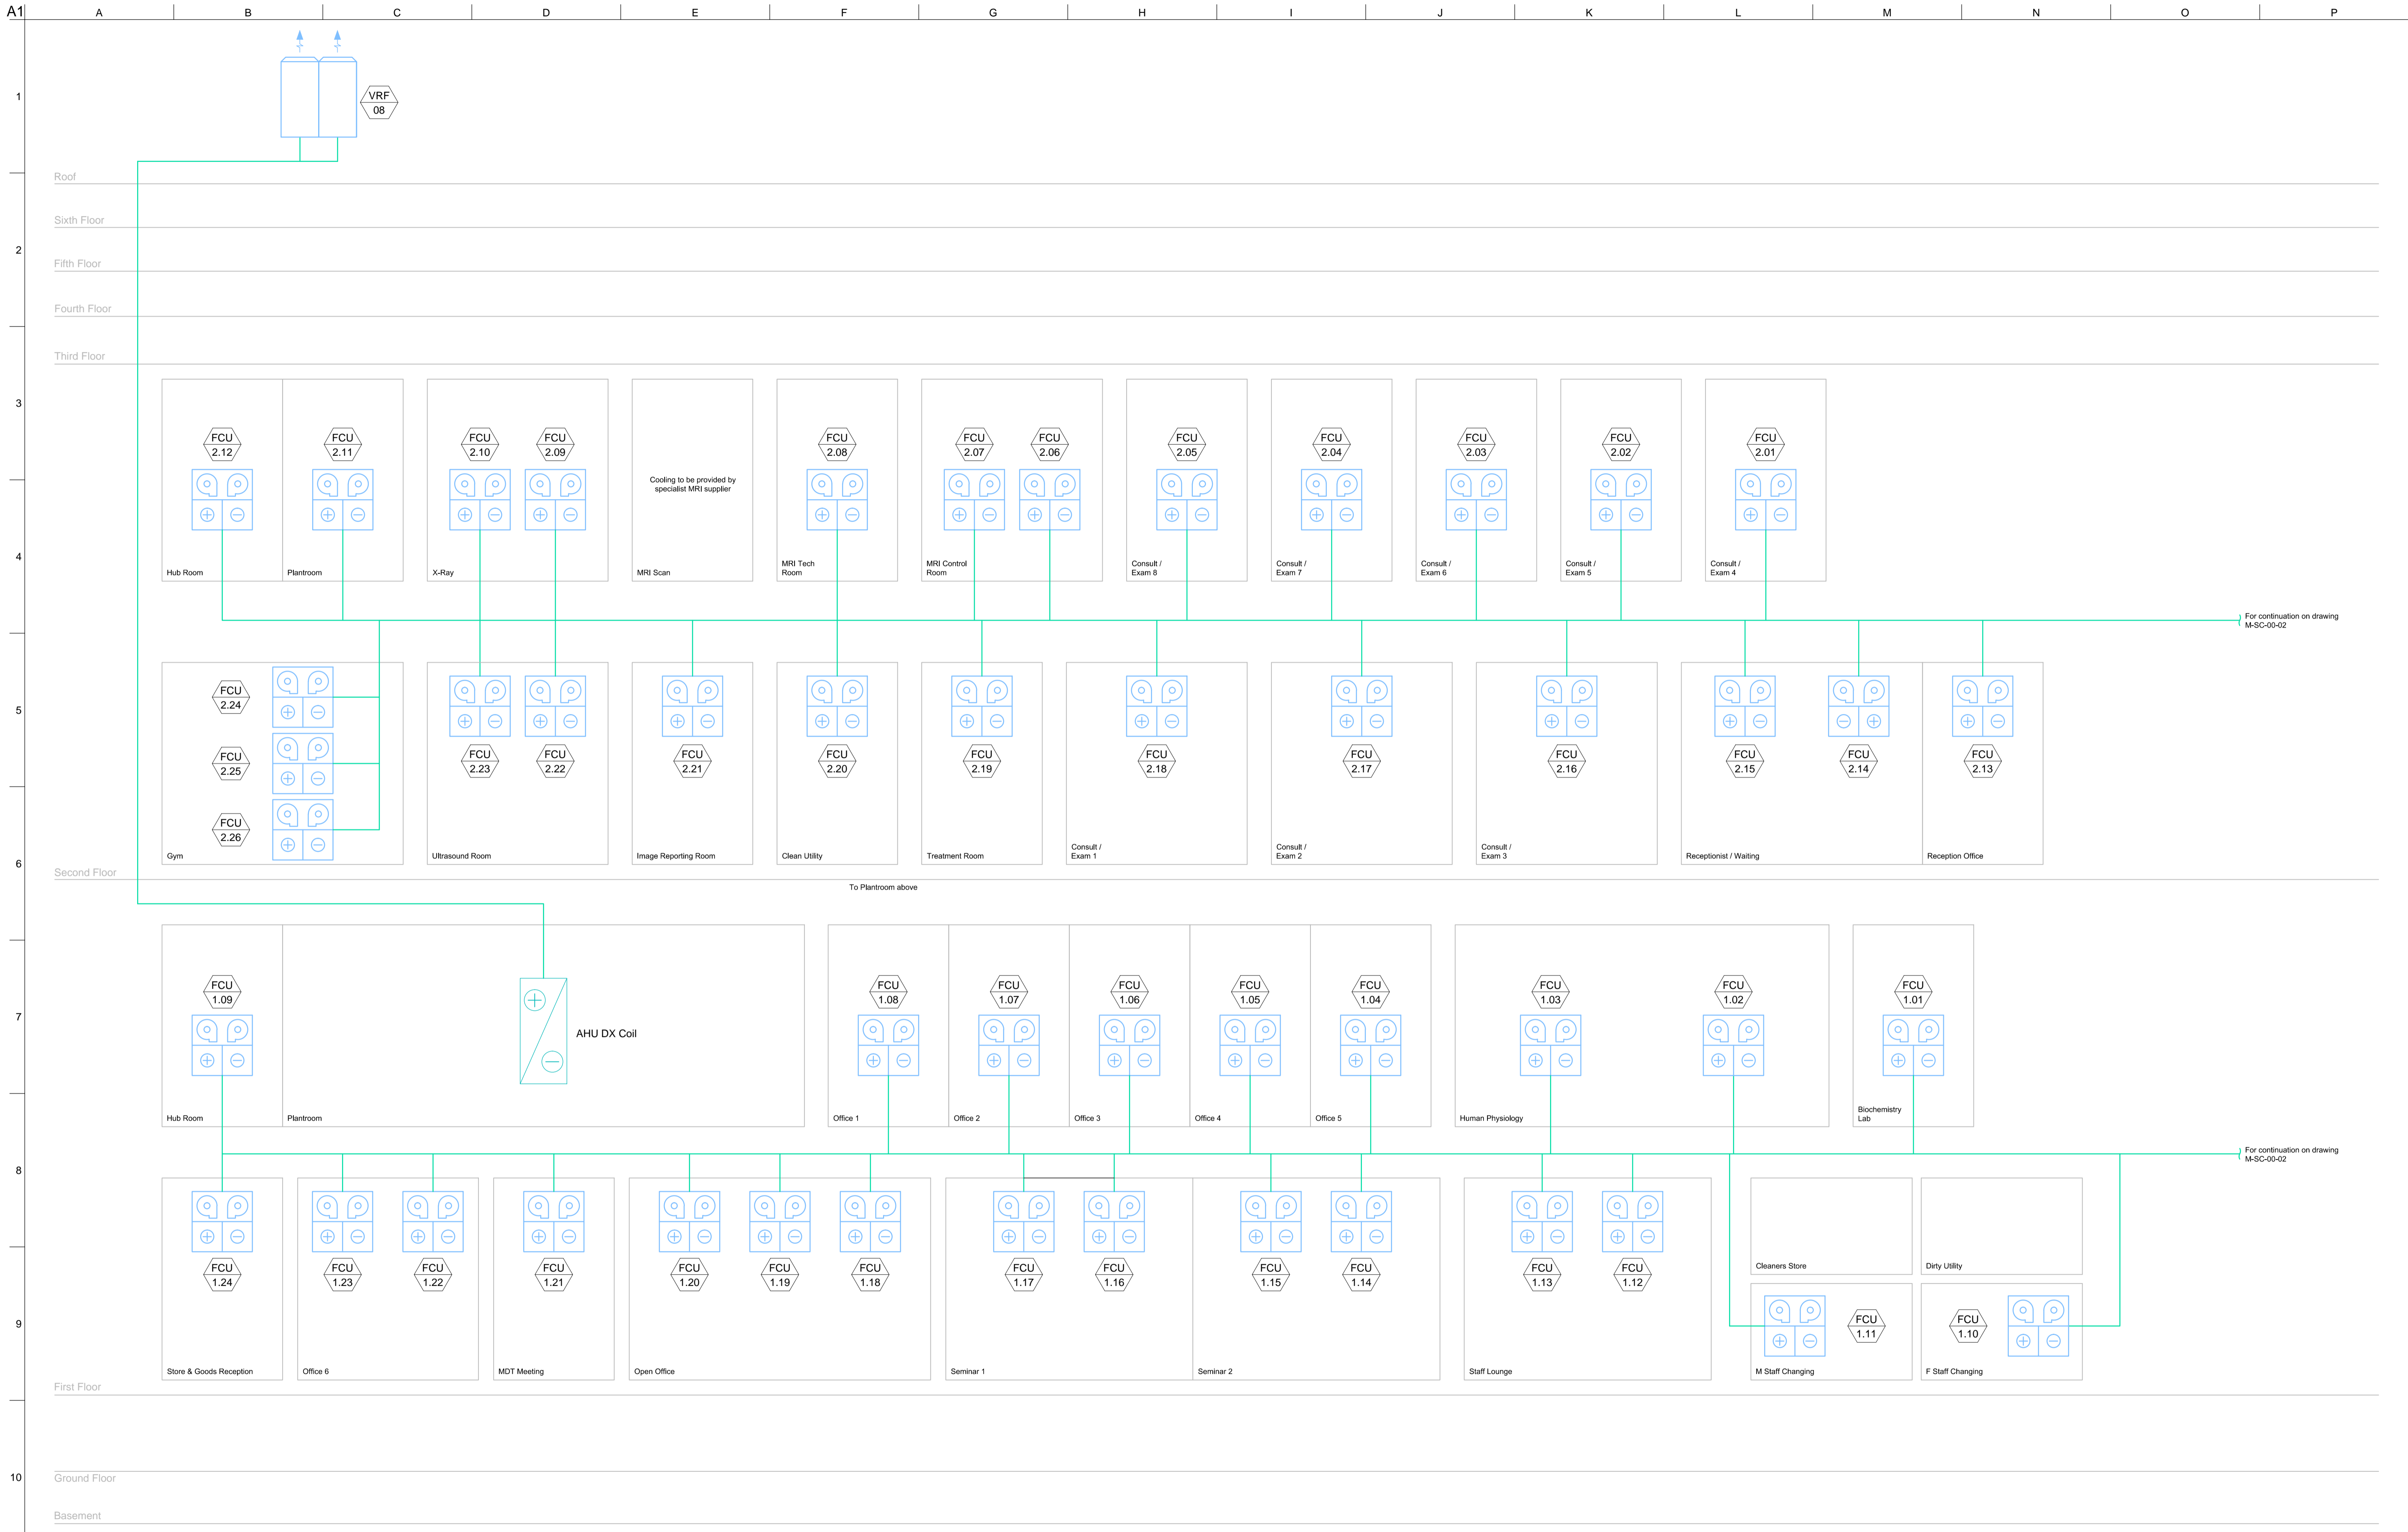 A1
A B C D E F G H I J K L M N O P
1
VRF
08
Roof
Sixth Floor
2
Fifth Floor
Fourth Floor
Third Floor
3
FCU
2.12
FCU
2.11
FCU
2.10
FCU
2.09
FCU
2.08
FCU
2.07
FCU
2.06
FCU
2.05
FCU
2.04
FCU
2.03
FCU
2.02
FCU
2.01
Cooling to be provided by
specialist MRI supplier
4
Hub Room
Plantroom
X-Ray
MRI Scan
MRI Tech
Room
MRI Control
Room
Consult /
Exam 8
Consult /
Exam 7
Consult /
Exam 6
Consult /
Exam 5
Consult /
Exam 4
For continuation on drawing
M-SC-00-02
5
FCU
2.24
FCU
2.25
FCU
2.26
FCU
2.23
FCU
2.22
FCU
2.21
FCU
2.20
FCU
2.19
FCU
2.18
FCU
2.17
FCU
2.16
FCU
2.15
FCU
2.14
FCU
2.13
6
Gym
Ultrasound Room
Image Reporting Room
Clean Utility
Treatment Room
Consult /
Exam 1
Consult /
Exam 2
Consult /
Exam 3
Receptionist / Waiting
Reception Office
Second Floor
To Plantroom above
7
FCU
1.09
AHU DX Coil
FCU
1.08
FCU
1.07
FCU
1.06
FCU
1.05
FCU
1.04
FCU
1.03
FCU
1.02
FCU
1.01
Hub Room
Plantroom
Office 1
Office 2
Office 3
Office 4
Office 5
Human Physiology
Biochemistry
Lab
For continuation on drawing
M-SC-00-02
8
FCU
1.24
FCU
1.23
FCU
1.22
FCU
1.21
FCU
1.20
FCU
1.19
FCU
1.18
FCU
1.17
FCU
1.16
FCU
1.15
FCU
1.14
FCU
1.13
FCU
1.12
Cleaners Store
Dirty Utility
9
FCU
1.11
FCU
1.10
Store & Goods Reception
Office 6
MDT Meeting
Open Office
Seminar 1
Seminar 2
Staff Lounge
M Staff Changing
F Staff Changing
First Floor
10
Ground Floor
Basement